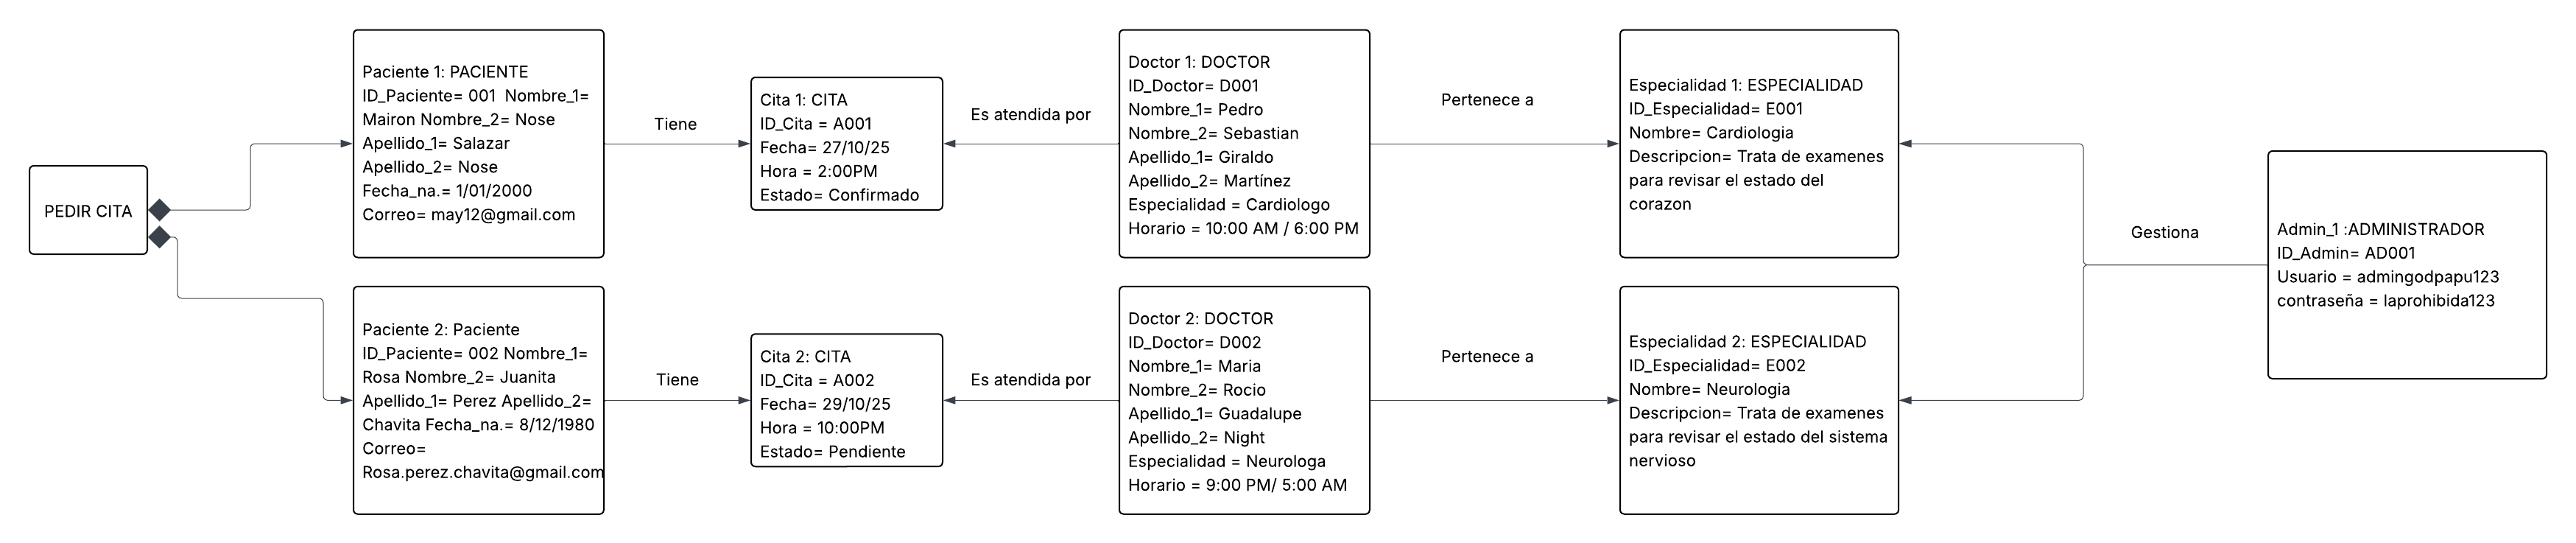 PEDIR CITA
Paciente 1: PACIENTE
ID_Paciente= 001  Nombre_1=
Mairon Nombre_2= Nose
Apellido_1= Salazar
Apellido_2= Nose
Fecha_na.= 1/01/2000
Correo= may12@gmail.com
Tiene
Cita 1: CITA
ID_Cita = A001
Fecha= 27/10/25
Hora = 2:00PM
Estado= Confirmado
Es atendida por
Doctor 1: DOCTOR
ID_Doctor= D001
Nombre_1= Pedro
Nombre_2= Sebastian
Apellido_1= Giraldo
Apellido_2= Martínez
Especialidad = Cardiologo
Horario = 10:00 AM / 6:00 PM
Pertenece a
Especialidad 1: ESPECIALIDAD
ID_Especialidad= E001
Nombre= Cardiologia
Descripcion= Trata de examenes
para revisar el estado del
corazon
Paciente 2: Paciente
ID_Paciente= 002 Nombre_1=
Rosa Nombre_2= Juanita
Apellido_1= Perez Apellido_2=
Chavita Fecha_na.= 8/12/1980
Correo=
Rosa.perez.chavita@gmail.com
Tiene
Cita 2: CITA
ID_Cita = A002
Fecha= 29/10/25
Hora = 10:00PM
Estado= Pendiente
Es atendida por
Doctor 2: DOCTOR
ID_Doctor= D002
Nombre_1= Maria
Nombre_2= Rocio
Apellido_1= Guadalupe
Apellido_2= Night
Especialidad = Neurologa
Horario = 9:00 PM/ 5:00 AM
Pertenece a
Especialidad 2: ESPECIALIDAD
ID_Especialidad= E002
Nombre= Neurologia
Descripcion= Trata de examenes
para revisar el estado del sistema
nervioso
Gestiona
Admin_1 :ADMINISTRADOR
ID_Admin= AD001
Usuario = admingodpapu123
contraseña = laprohibida123